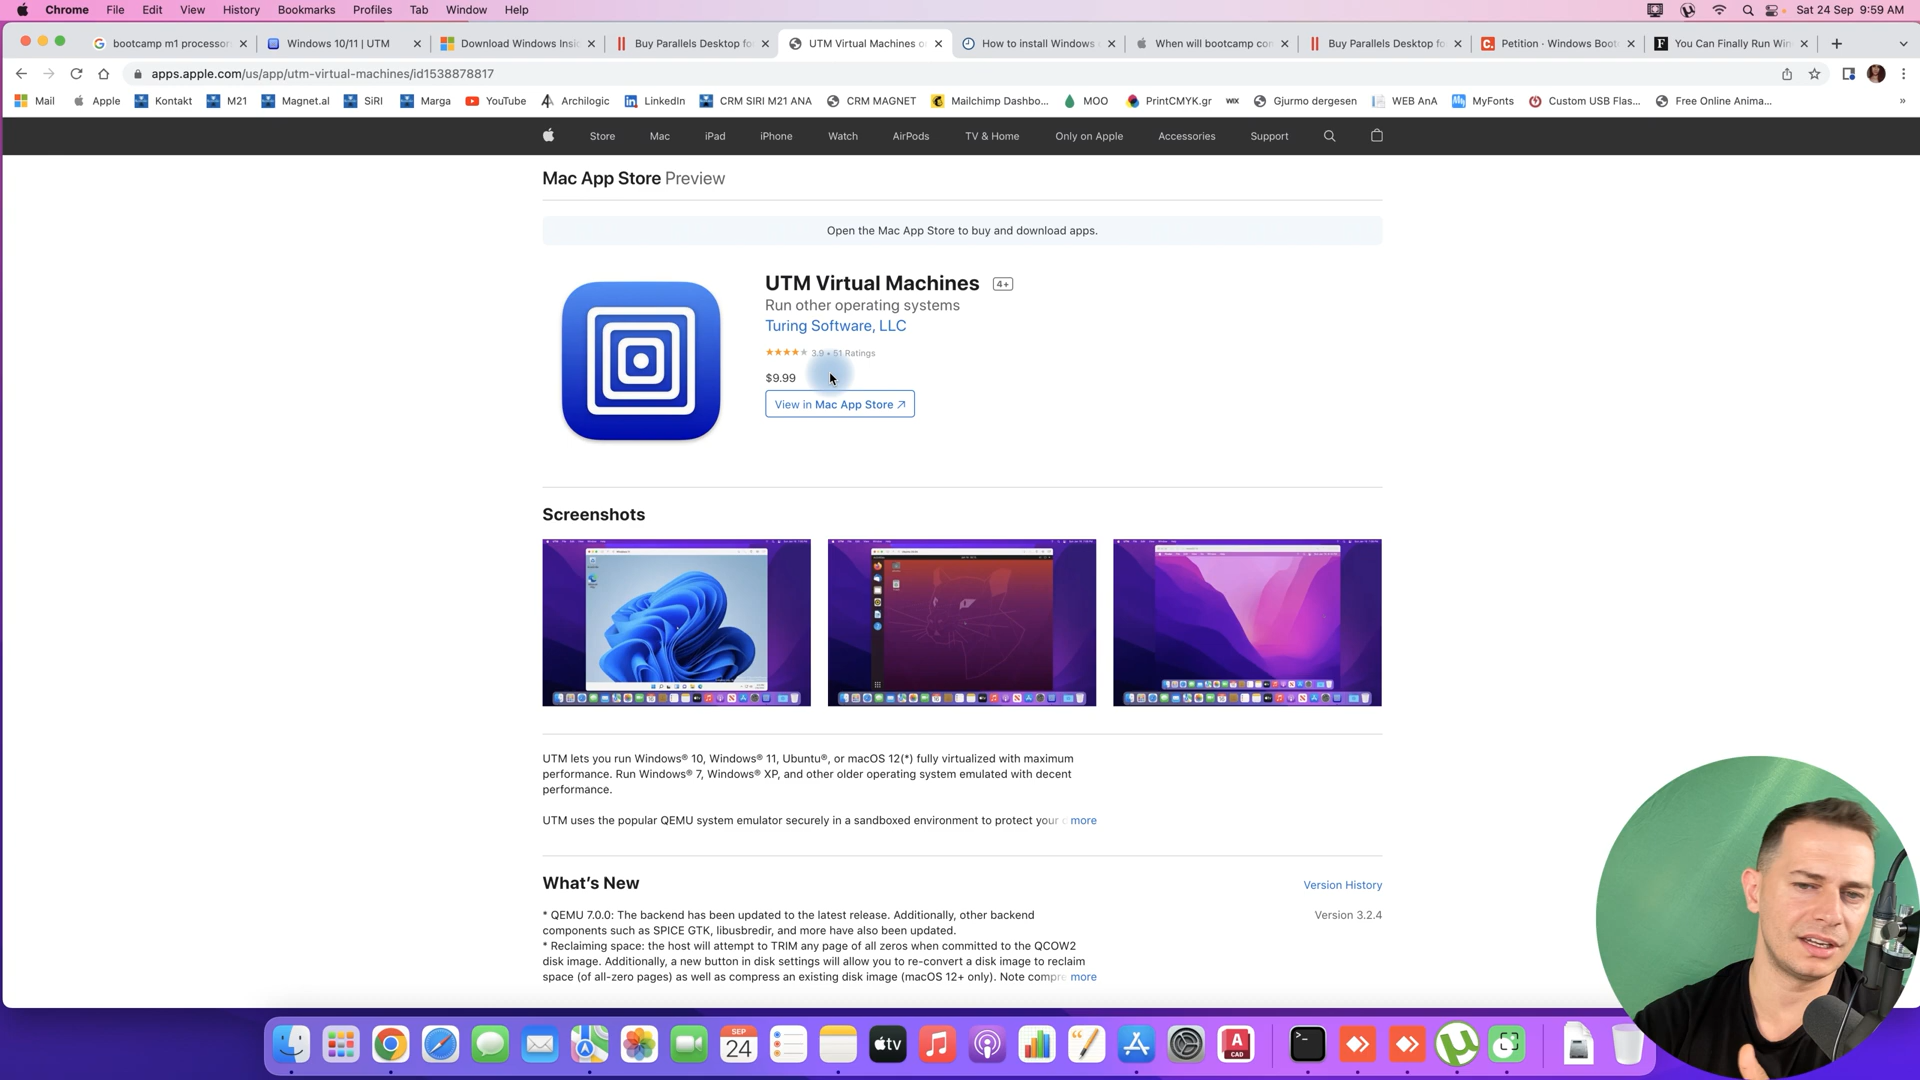 Chrome File Edit View History Bookmarks Profiles Tab Window Help Sat 24 Sep 9:59 AM
bootcamp m1 processor Windows 10/11 | UTM Download Windows Insi Buy Parallels Desktop fo UTM Virtual Machines o How to install Windows When will bootcamp co Buy Parallels Desktop fo Petition · Windows Boot You Can Finally Run Win
apps.apple.com/us/app/utm-virtual-machines/id1538878817
Mail Apple Kontakt M21 Magnet.al SiRI Marga YouTube Archilogic LinkedIn CRM SIRI M21 ANA CRM MAGNET Mailchimp Dashbo... MOO PrintCMYK.gr WIX Gjurmo dergesen WEB AnA MyFonts Custom USB Flas... Free Online Anima... »
Store Mac iPad iPhone Watch AirPods TV & Home Only on Apple Accessories Support
Mac App Store Preview
Open the Mac App Store to buy and download apps.
UTM Virtual Machines 4+
Run other operating systems
Turing Software, LLC
3.9 • 51 Ratings
$9.99
View in Mac App Store ↗
Screenshots
UTM lets you run Windows® 10, Windows® 11, Ubuntu®, or macOS 12(*) fully virtualized with maximum
performance. Run Windows® 7, Windows® XP, and other older operating system emulated with decent
performance.
UTM uses the popular QEMU system emulator securely in a sandboxed environment to protect your more
What's New
Version History
* QEMU 7.0.0: The backend has been updated to the latest release. Additionally, other backend
Version 3.2.4
components such as SPICE GTK, libusbredir, and more have also been updated.
* Reclaiming space: the host will attempt to TRIM any page of all zeros when committed to the QCOW2
disk image. Additionally, a new button in disk settings will allow you to re-convert a disk image to reclaim
space (of all-zero pages) as well as compress an existing disk image (macOS 12+ only). Note compre more
SEP
24
tv
A
CAD